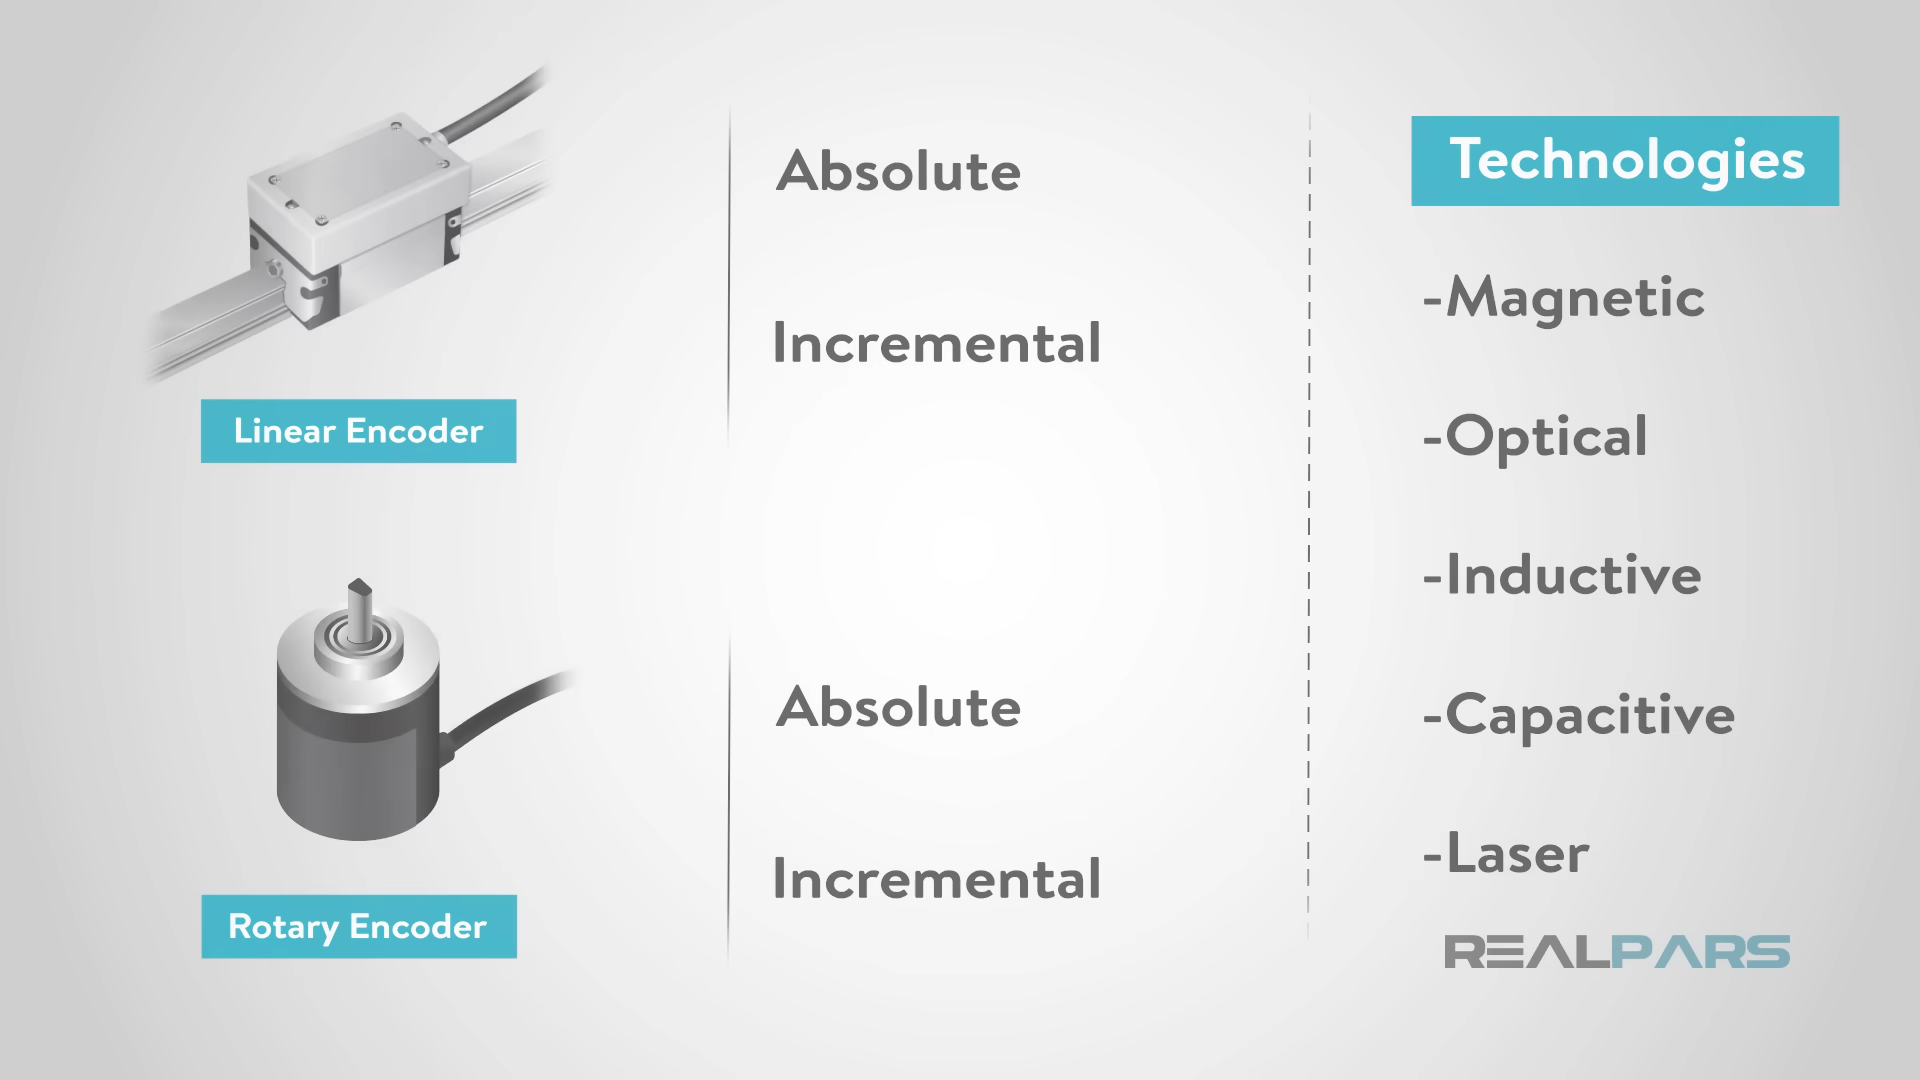 Absolute
Incremental
Linear Encoder
Absolute
Incremental
Rotary Encoder
Technologies
-Magnetic
-Optical
-Inductive
-Capacitive
-Laser
REALPARS